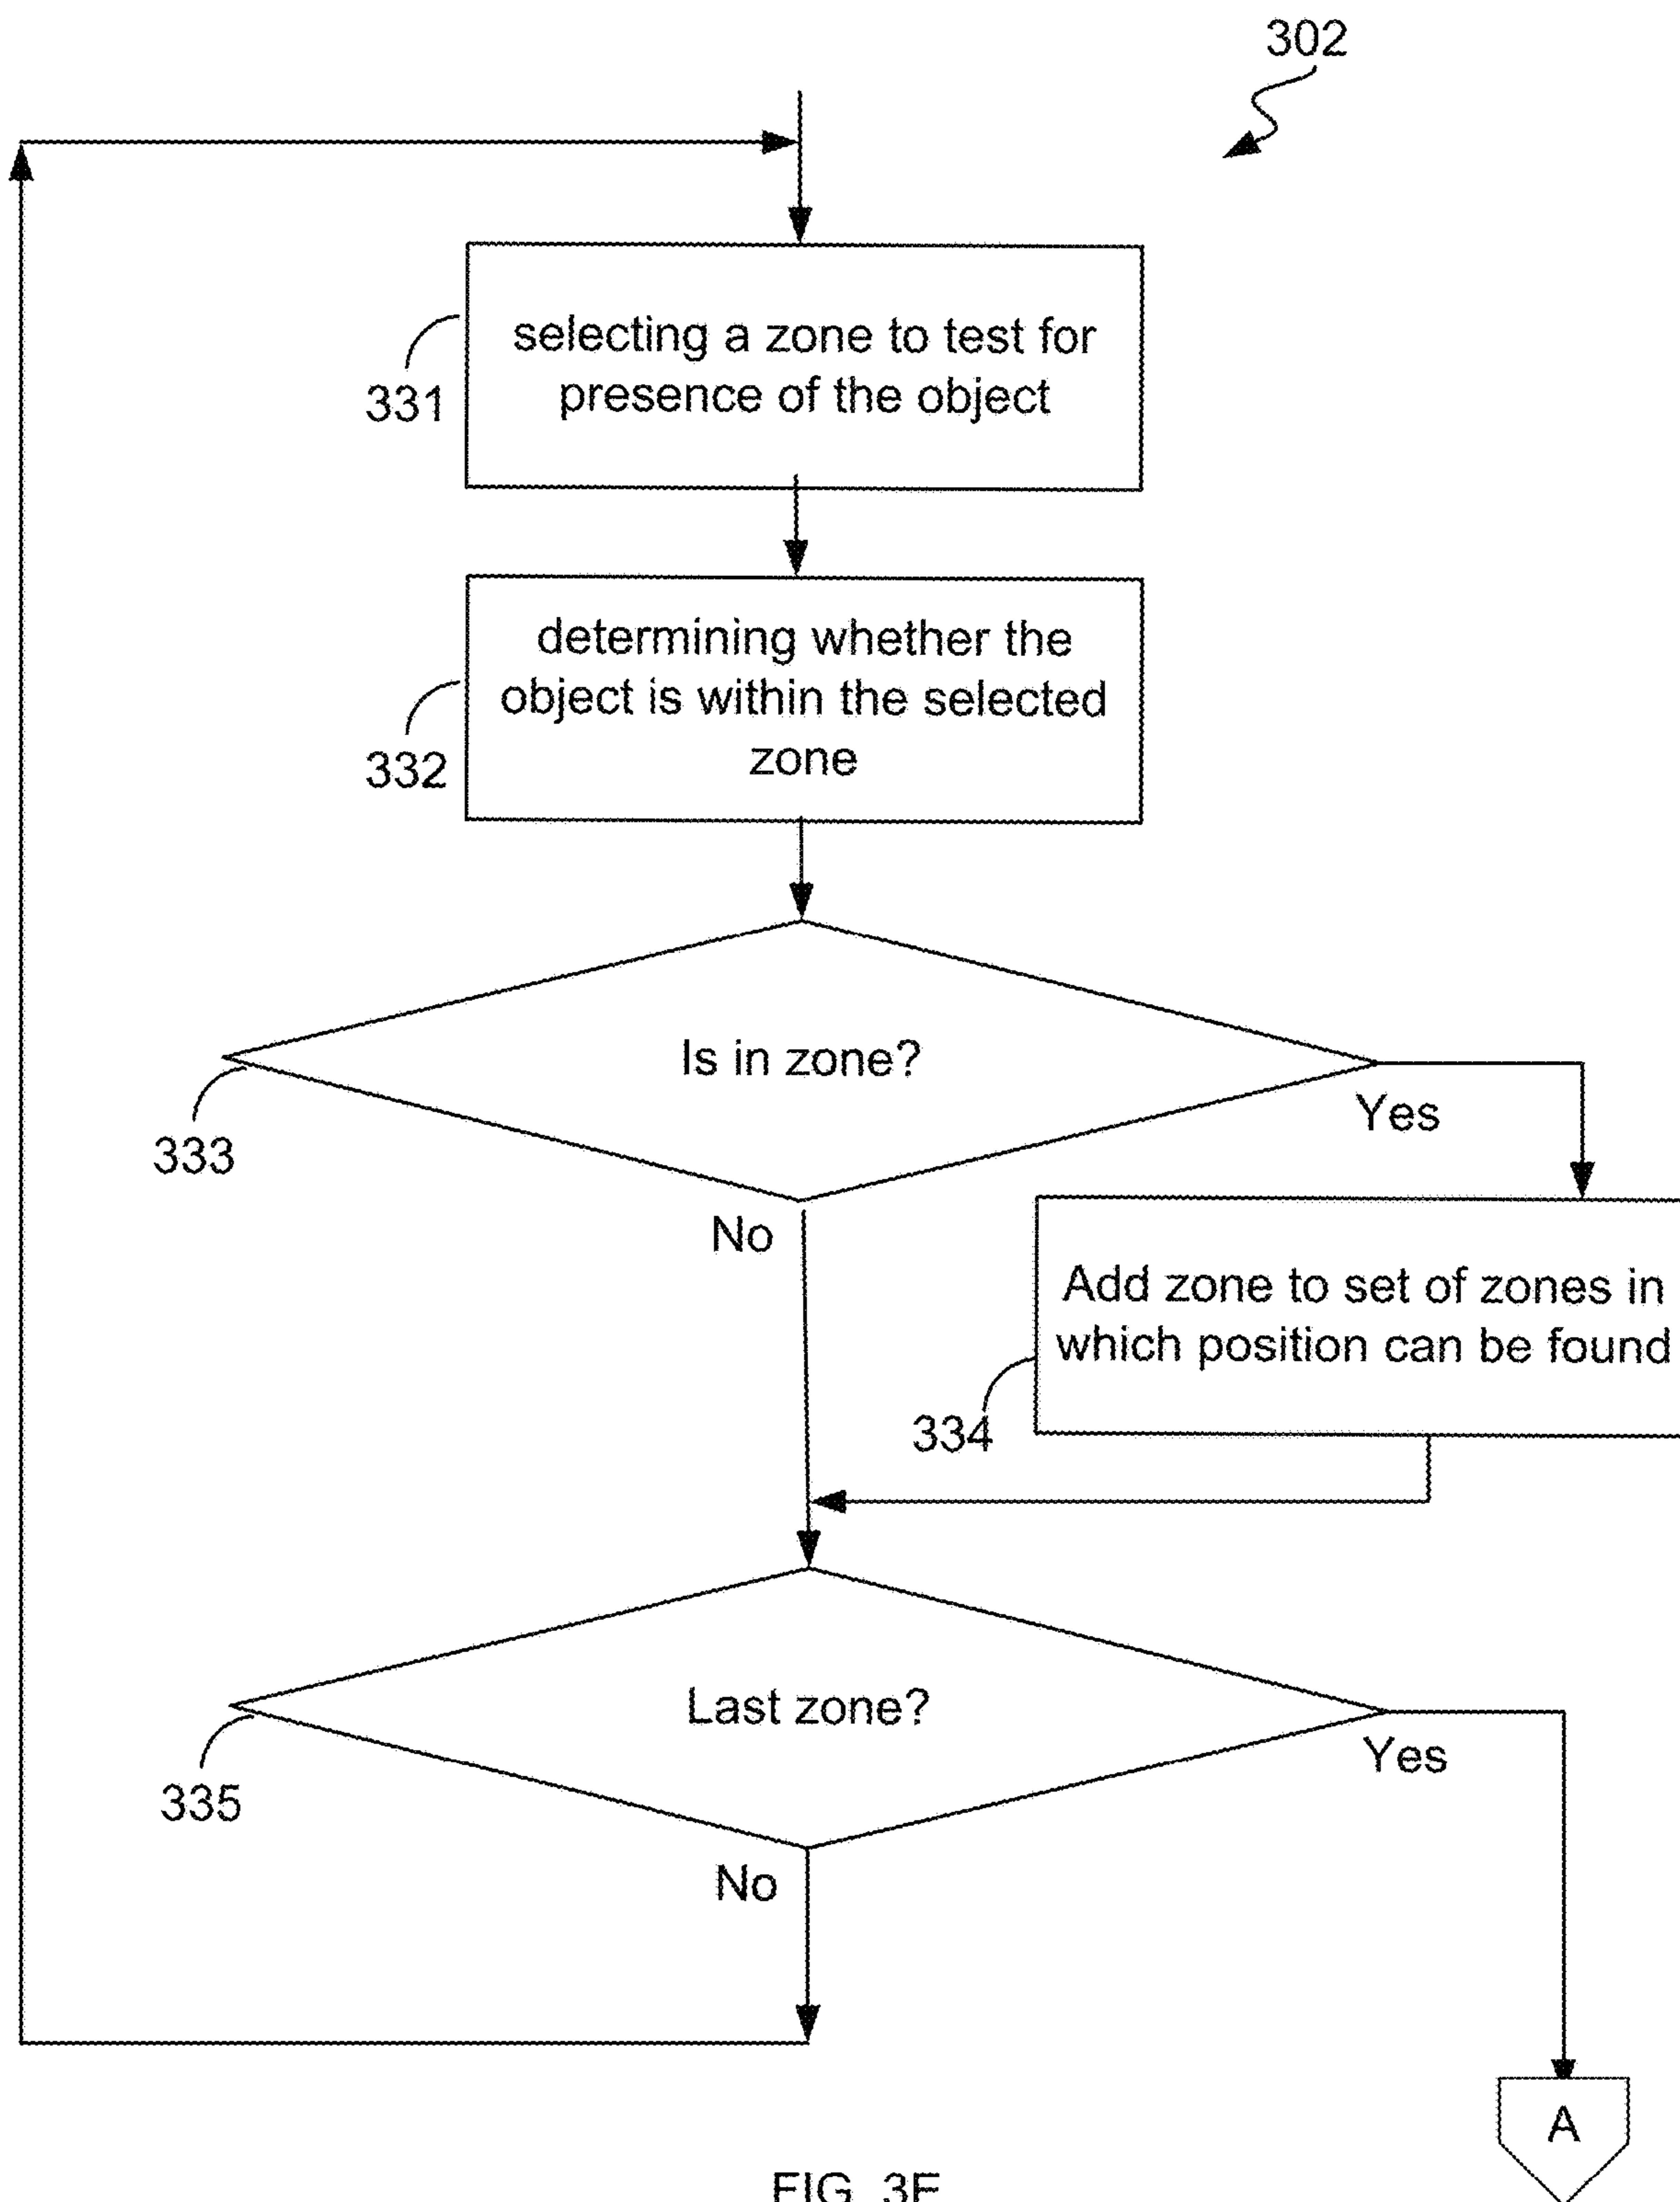 302
selecting a zone to test for
presence of the object
331
determining whether the
object is within the selected
zone
332
Is in zone?
Yes
333
No
Add zone to set of zones in
which position can be found
334
Last zone?
Yes
335
No
A
FIG.